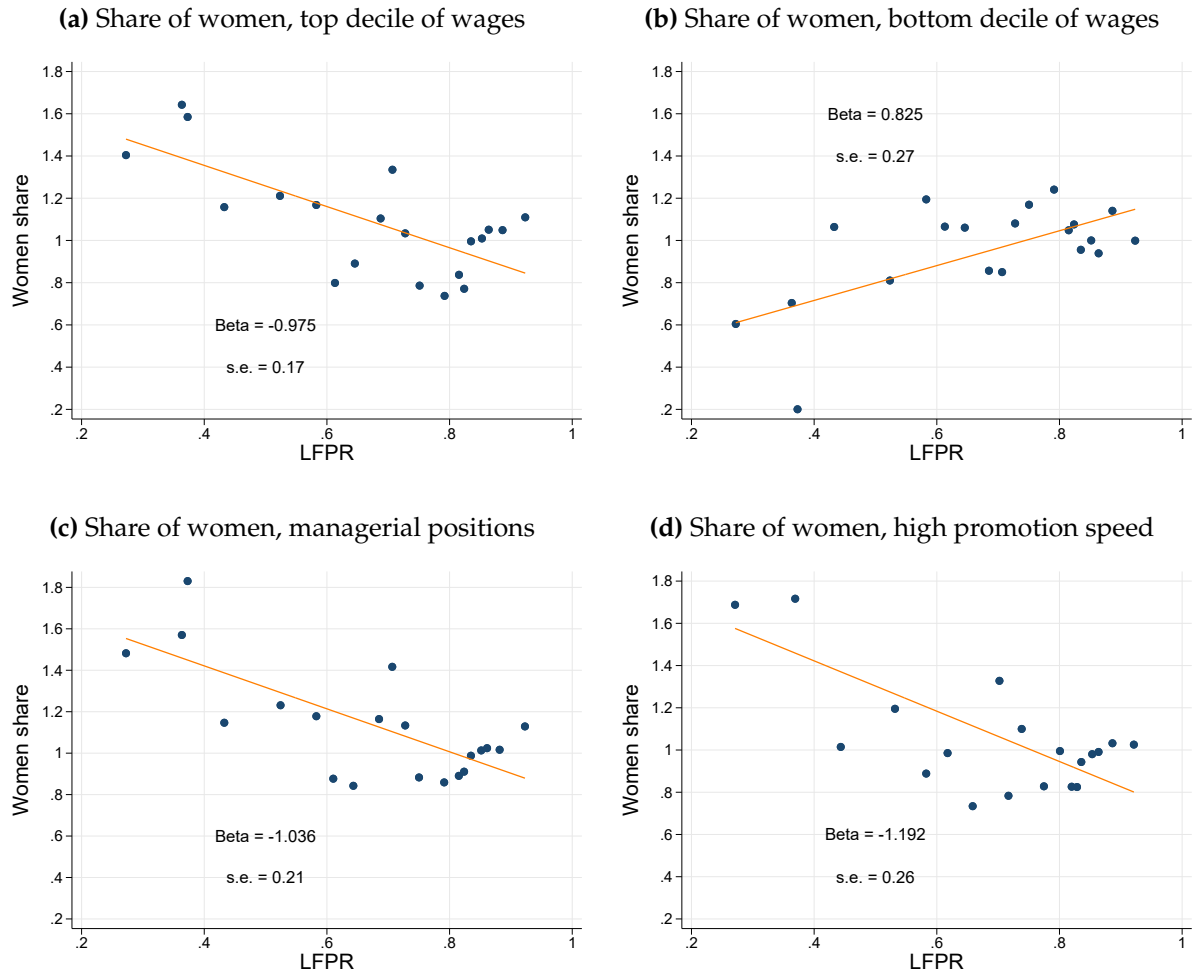 (a) Share of women, top decile of wages
Women share
1.8
1.6
1.4
1.2
1
.8
.6
.4
.2
Beta = -0.975
s.e. = 0.17
.2 .4 .6 .8 1
LFPR
(b) Share of women, bottom decile of wages
Women share
1.8
1.6
1.4
1.2
1
.8
.6
.4
.2
Beta = 0.825
s.e. = 0.27
.2 .4 .6 .8 1
LFPR
(c) Share of women, managerial positions
Women share
1.8
1.6
1.4
1.2
1
.8
.6
.4
.2
Beta = -1.036
s.e. = 0.21
.2 .4 .6 .8 1
LFPR
(d) Share of women, high promotion speed
Women share
1.8
1.6
1.4
1.2
1
.8
.6
.4
.2
Beta = -1.192
s.e. = 0.26
.2 .4 .6 .8 1
LFPR